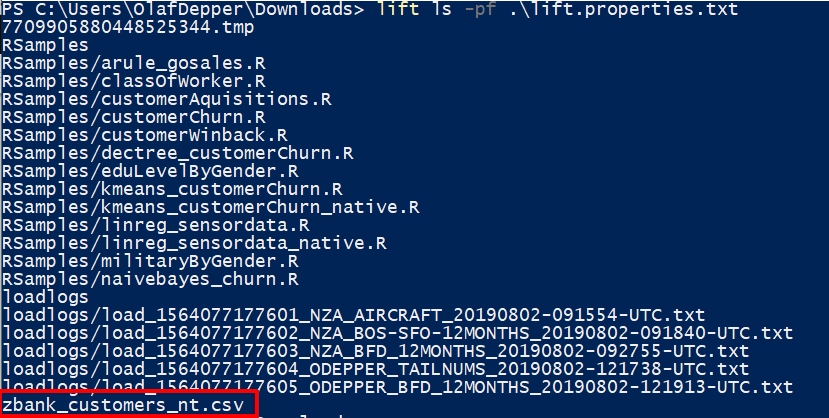 PS C:\Users\OlafDepper\Downloads> lift ls -pf .\lift.properties.txt
7709905880448525344.tmp
RSamples
RSamples/arule_gosales.R
RSamples/classOfWorker.R
RSamples/customerAquisitions.R
RSamples/customerChurn.R
RSamples/customerWinback.R
RSamples/dectree_customerChurn.R
RSamples/eduLevelByGender.R
RSamples/kmeans_customerChurn.R
RSamples/kmeans_customerChurn_native.R
RSamples/linreg_sensordata.R
RSamples/linreg_sensordata_native.R
RSamples/militaryByGender.R
RSamples/naivebayes_churn.R
loadlogs
loadlogs/load_1564077177601_NZA_AIRCRAFT_20190802-091554-UTC.txt
loadlogs/load_1564077177602_NZA_BOS-SFO-12MONTHS_20190802-091840-UTC.txt
loadlogs/load_1564077177603_NZA_BFD_12MONTHS_20190802-092755-UTC.txt
loadlogs/load_1564077177604_ODEPPER_TAILNUMS_20190802-121738-UTC.txt
loadlogs/load_1564077177605_ODEPPER_BFD_12MONTHS_20190802-121913-UTC.txt
zbank_customers_nt.csv